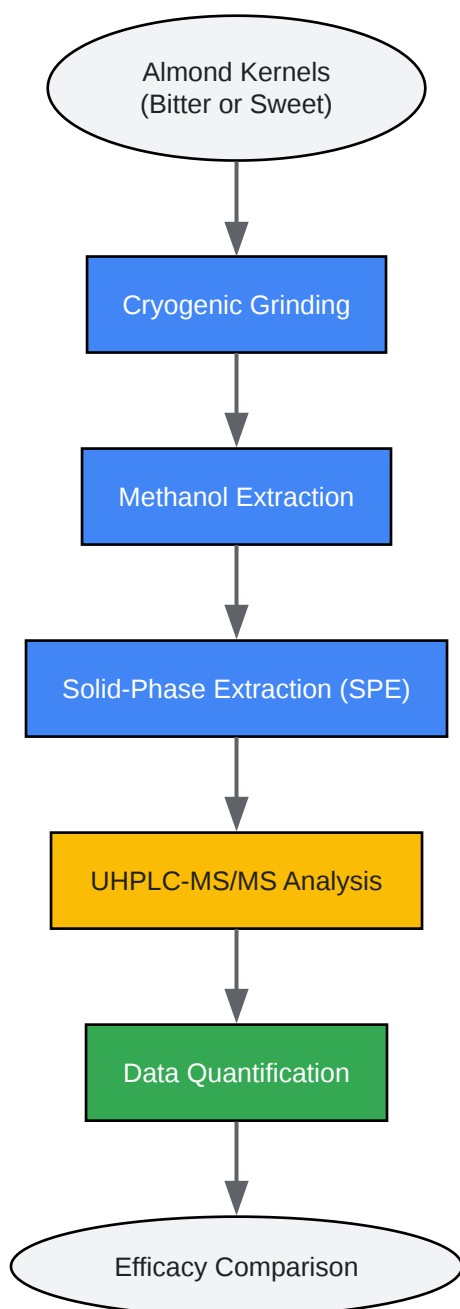 Almond Kernels
(Bitter or Sweet)
Cryogenic Grinding
Methanol Extraction
Solid-Phase Extraction (SPE)
UHPLC-MS/MS Analysis
Data Quantification
Efficacy Comparison